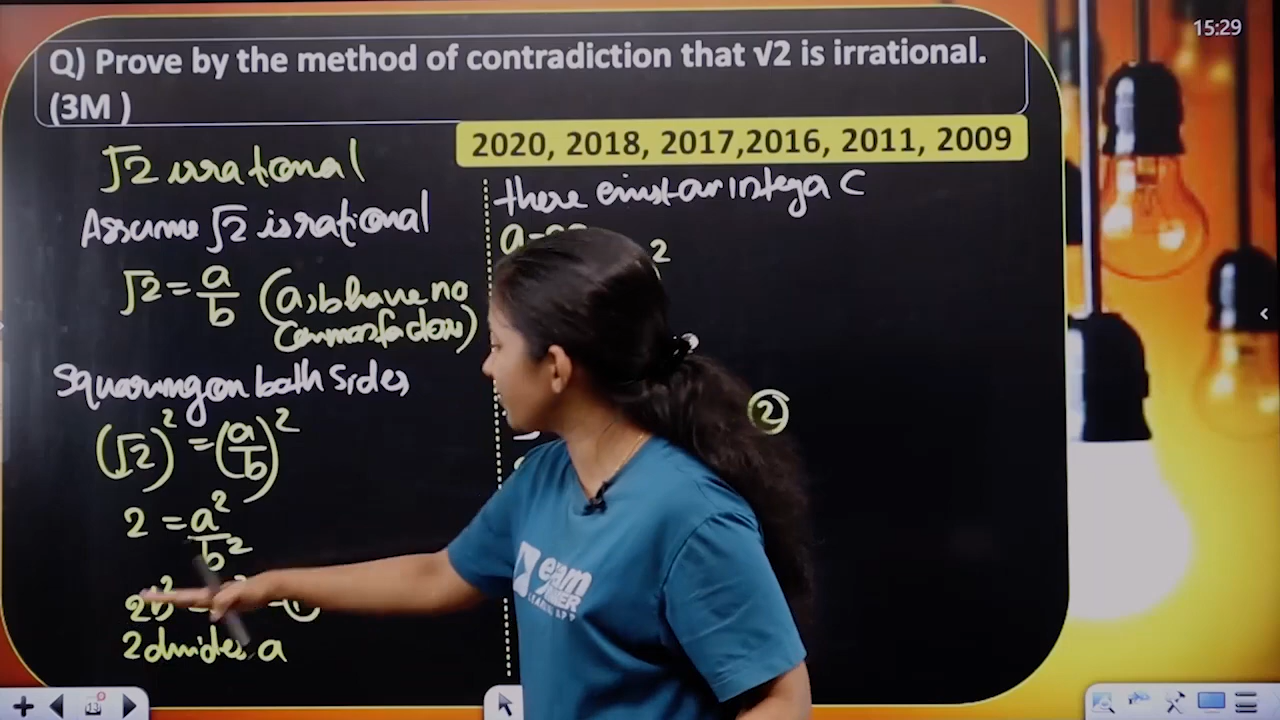 15:29
Q) Prove by the method of contradiction that √2 is irrational.
(3M )
2020, 2018, 2017,2016, 2011, 2009
√2 irrational
Assume √2 is rational
√2 = a/b (a,b have no
common factors)
Squaring on both sides
(√2)² = (a/b)²
2 = a²/b²
2b²
2 divides a
there exist an integer C
②
exam